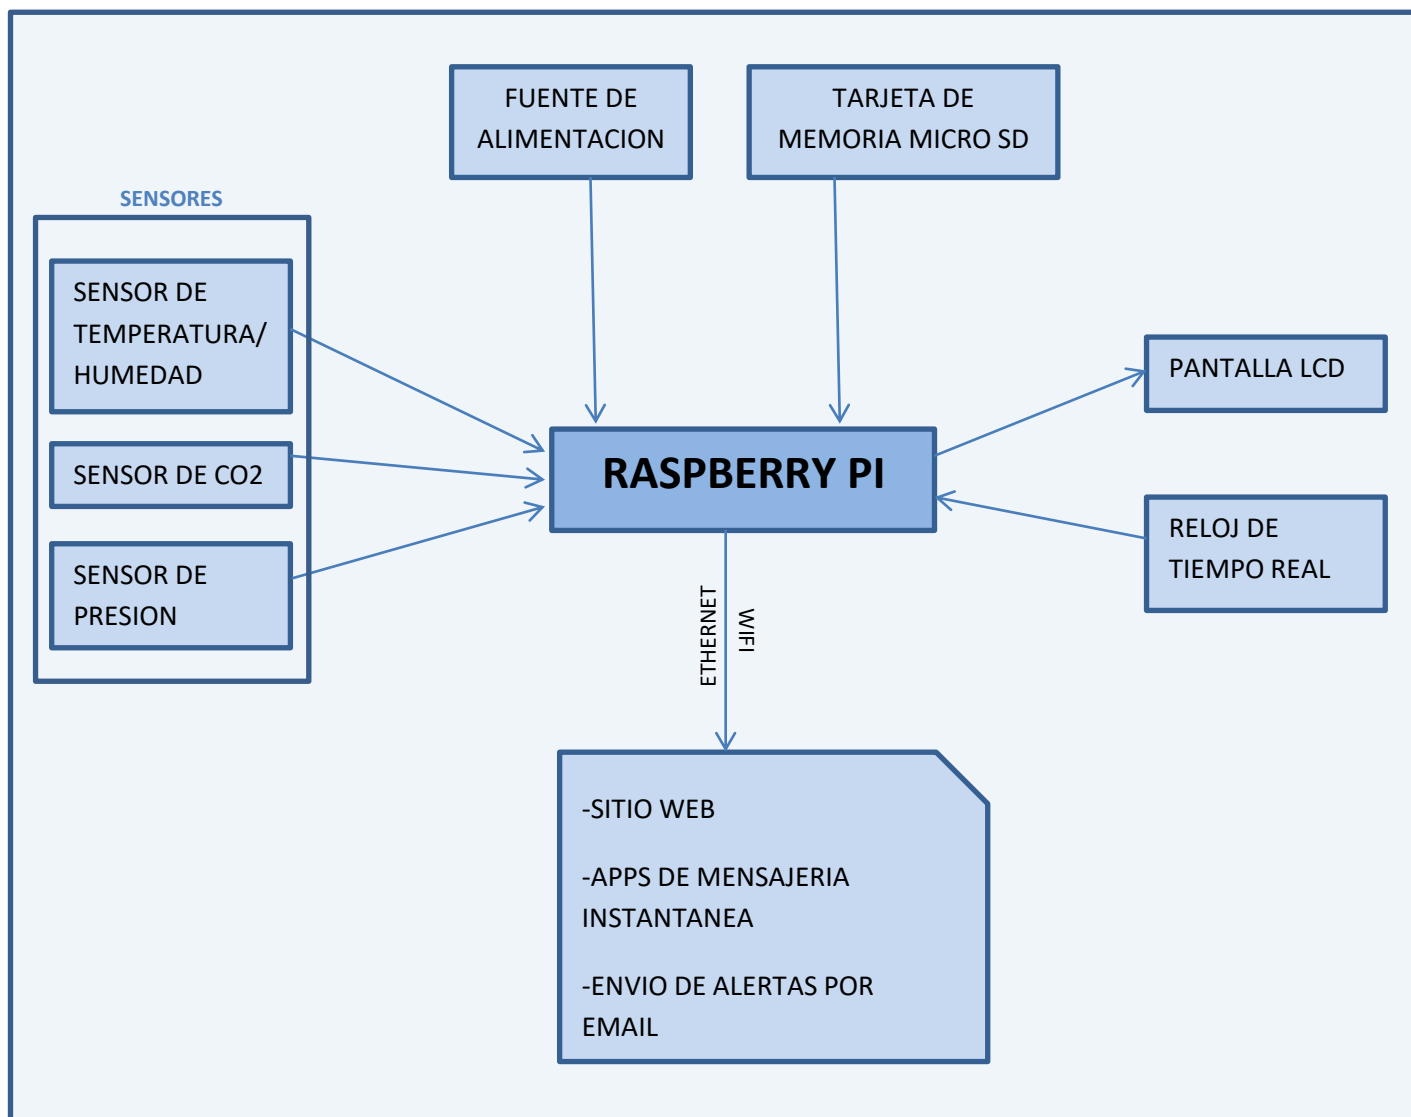 FUENTE DE
ALIMENTACION
TARJETA DE
MEMORIA MICRO SD
SENSORES
SENSOR DE
TEMPERATURA/
HUMEDAD
SENSOR DE CO2
SENSOR DE
PRESION
RASPBERRY PI
PANTALLA LCD
RELOJ DE
TIEMPO REAL
ETHERNET
WIFI
-SITIO WEB
-APPS DE MENSAJERIA
INSTANTANEA
-ENVIO DE ALERTAS POR
EMAIL